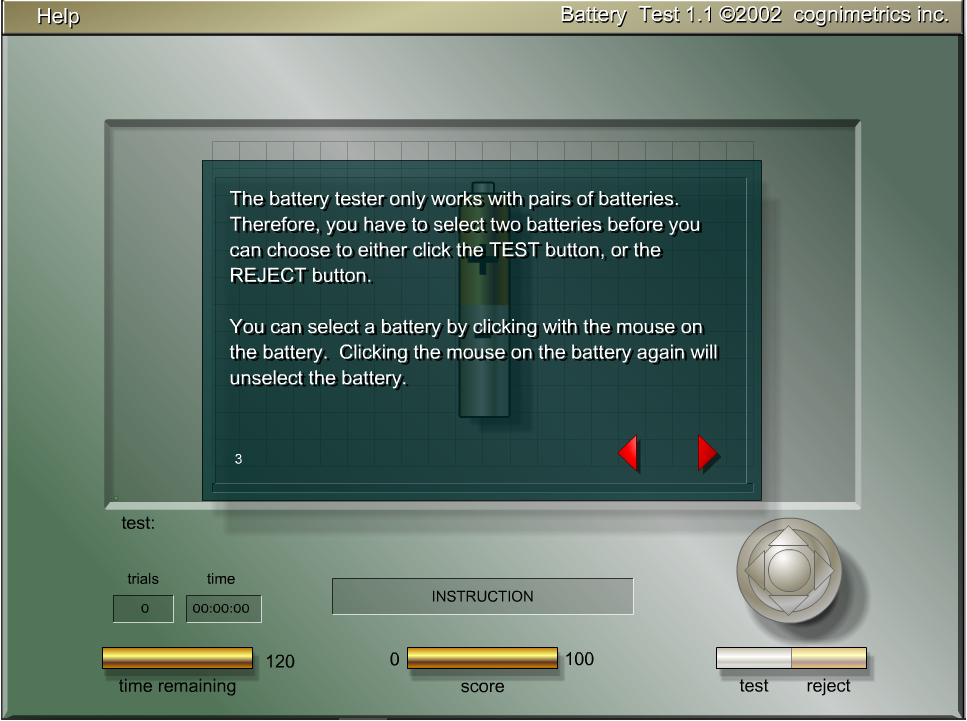 Help
Battery Test 1.1 ©2002 cognimetrics inc.
The battery tester only works with pairs of batteries.
Therefore, you have to select two batteries before you
can choose to either click the TEST button, or the
REJECT button.
You can select a battery by clicking with the mouse on
the battery. Clicking the mouse on the battery again will
unselect the battery.
3
test:
trials
time
0
00:00:00
INSTRUCTION
120
0
100
time remaining
score
test
reject